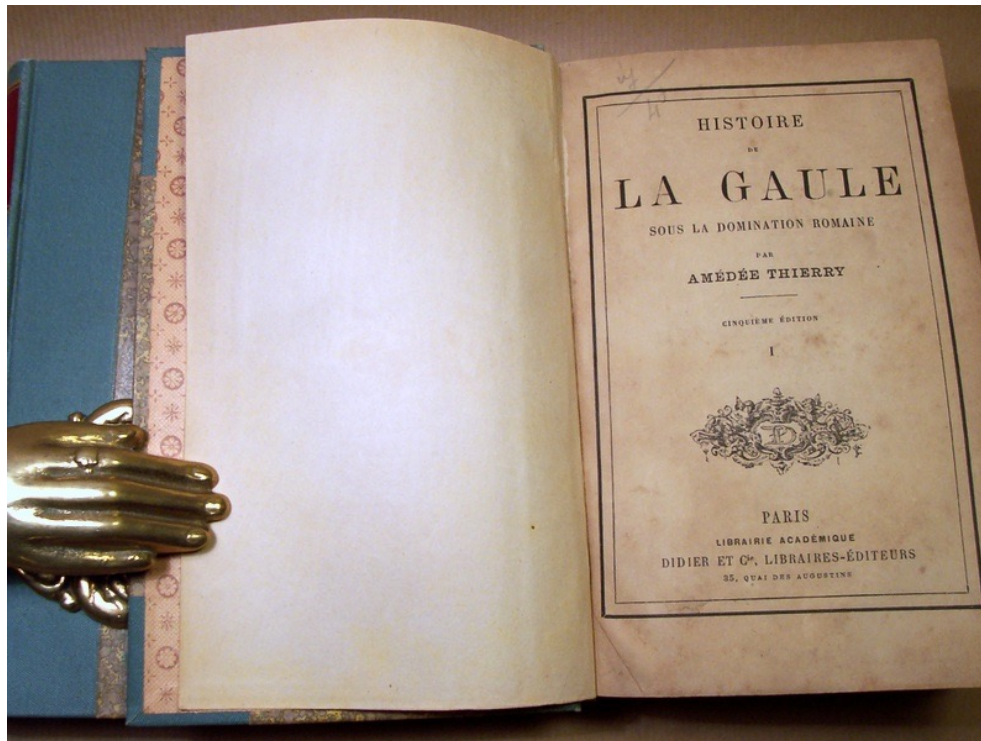 HISTOIRE
DE
LA GAULE
SOUS LA DOMINATION ROMAINE
PAR
AMÉDÉE THIERRY
CINQUIÈME ÉDITION
I
PARIS
LIBRAIRIE ACADÉMIQUE
DIDIER ET Cie, LIBRAIRES-ÉDITEURS
35, QUAI DES AUGUSTINS